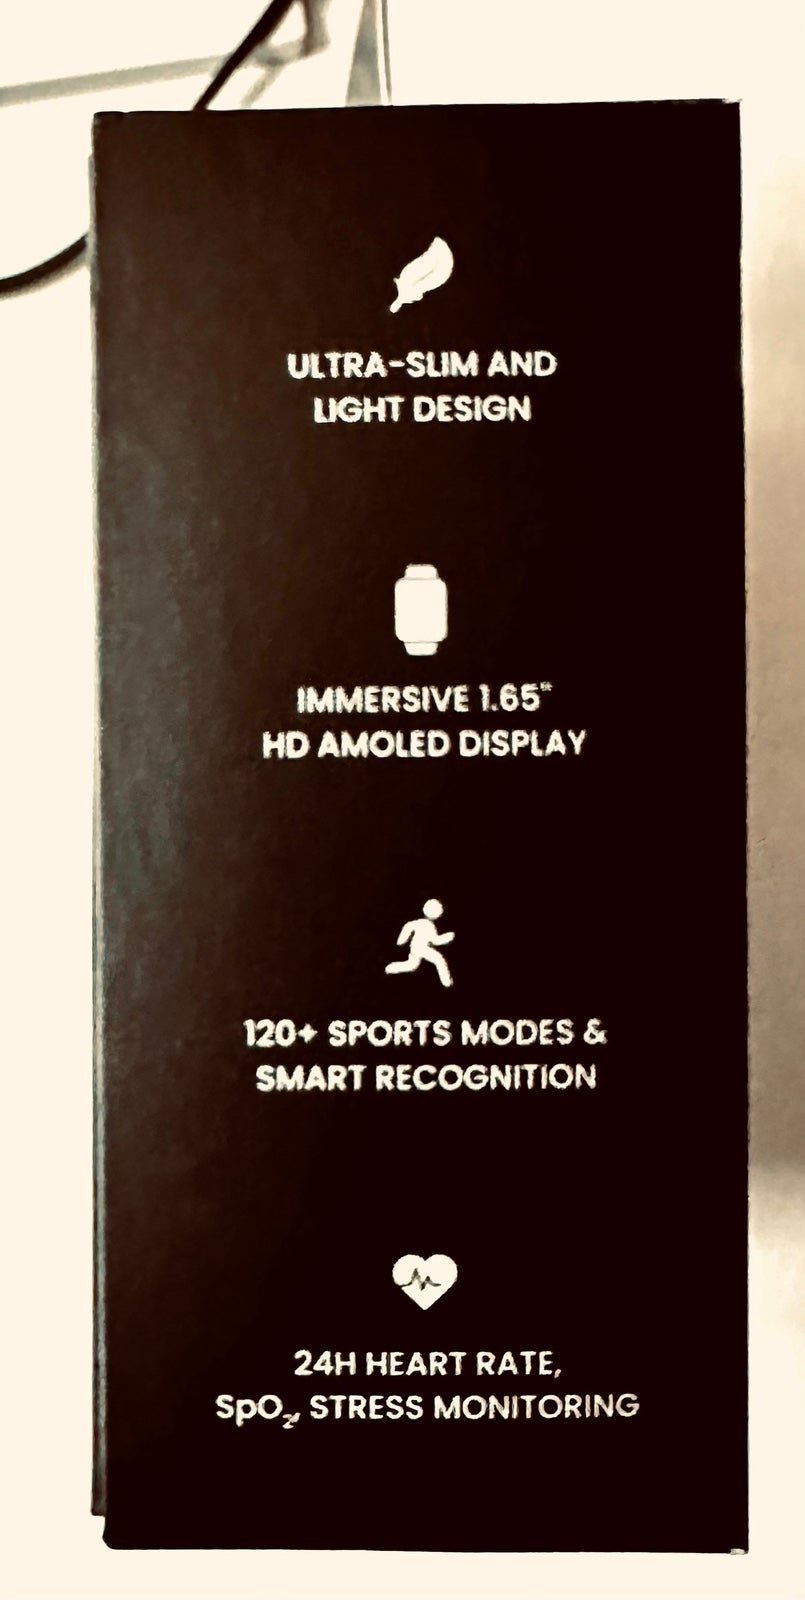 ULTRA-SLIM AND
LIGHT DESIGN
IMMERSIVE 1.65"
HD AMOLED DISPLAY
120+ SPORTS MODES &
SMART RECOGNITION
24H HEART RATE,
SpO₂, STRESS MONITORING